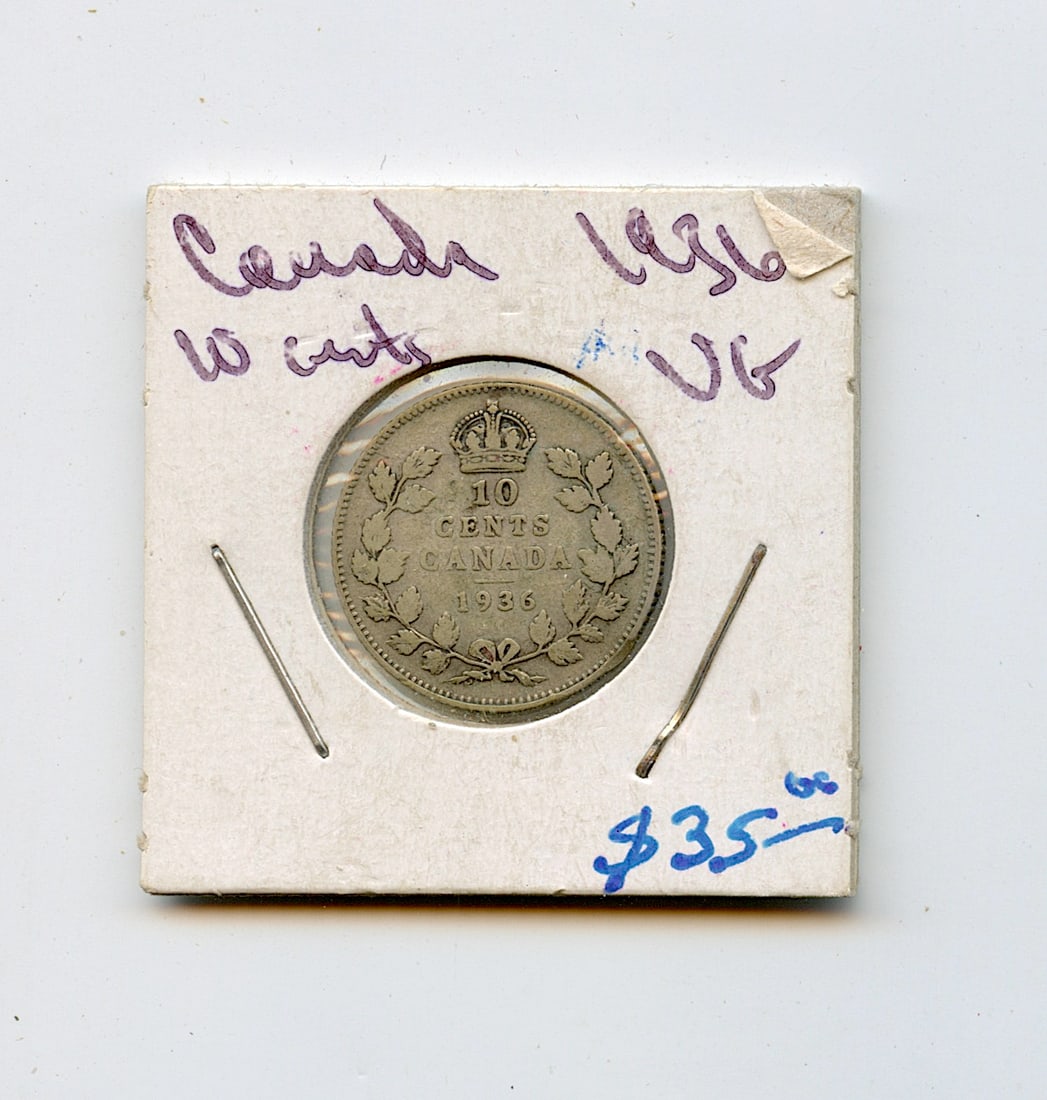 Canada 1936
10 cents VG
10
CENTS
CANADA
1936
$35.00